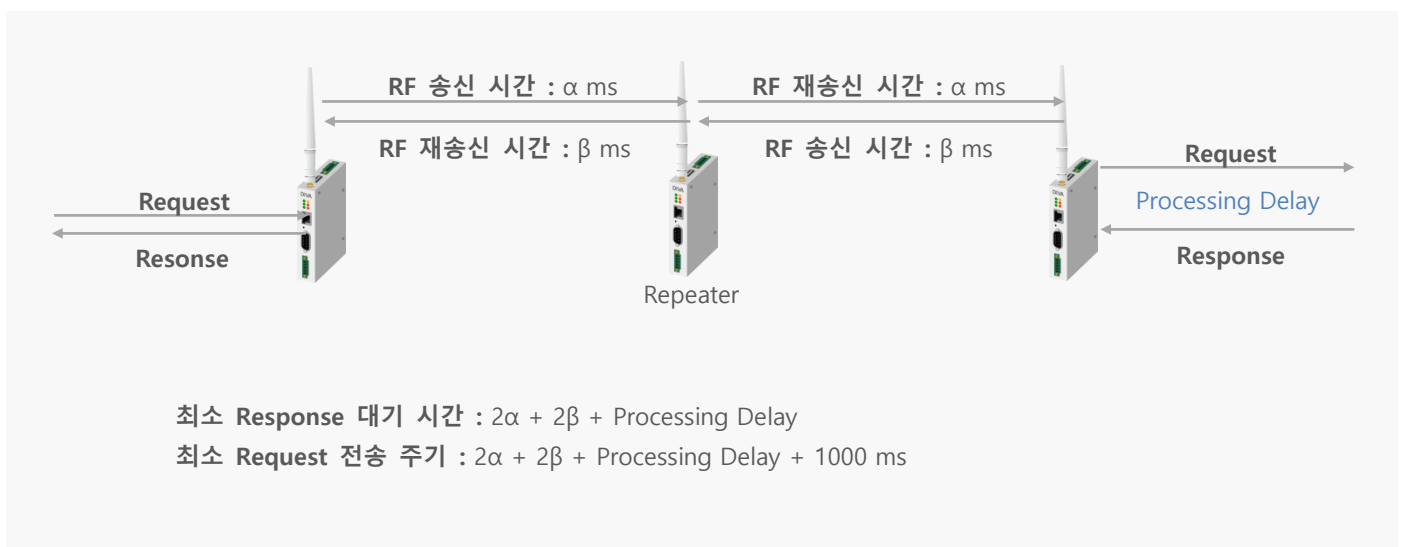 RF 송신 시간 : α ms
RF 재송신 시간 : α ms
RF 재송신 시간 : β ms
RF 송신 시간 : β ms
Request
Processing Delay
Response
Request
Resonse
Repeater
최소 Response 대기 시간 : 2α + 2β + Processing Delay
최소 Request 전송 주기 : 2α + 2β + Processing Delay + 1000 ms